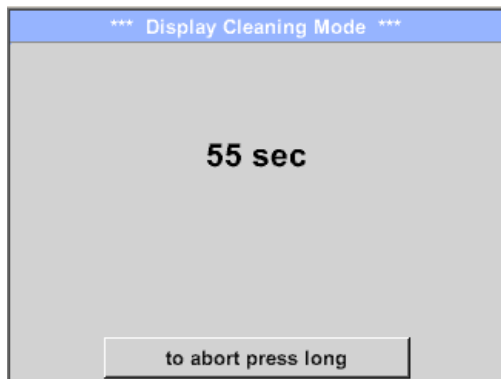 *** Display Cleaning Mode ***
55 sec
to abort press long